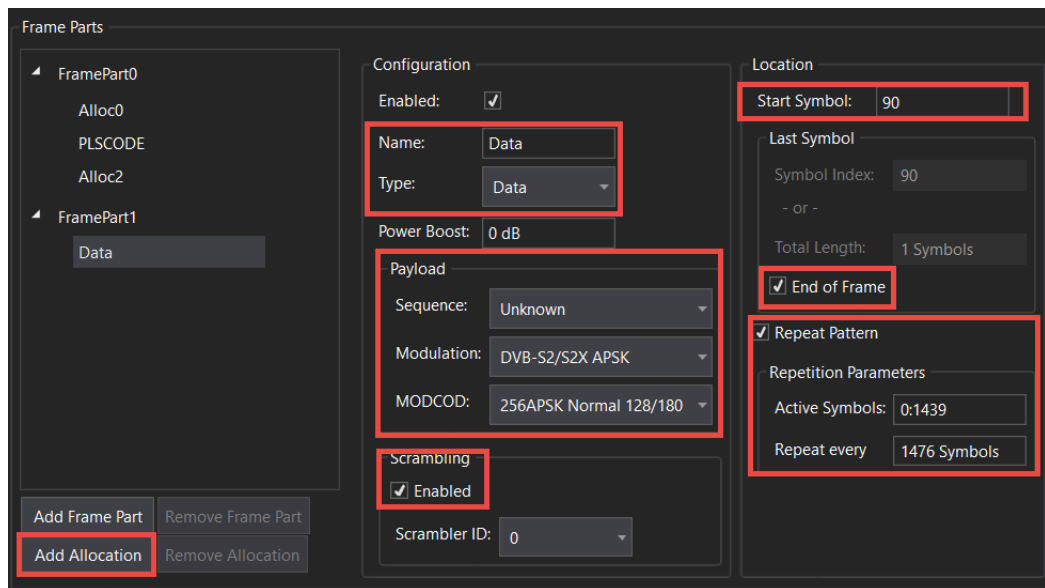 Frame Parts
FramePart0
Alloc0
PLSCODE
Alloc2
FramePart1
Data
Add Frame Part
Remove Frame Part
Add Allocation
Remove Allocation
Configuration
Enabled:
Name: Data
Type: Data
Power Boost: 0 dB
Payload
Sequence: Unknown
Modulation: DVB-S2/S2X APSK
MODCOD: 256APSK Normal 128/180
Scrambling
Enabled
Scrambler ID: 0
Location
Start Symbol: 90
Last Symbol
Symbol Index: 90
- or -
Total Length: 1 Symbols
End of Frame
Repeat Pattern
Repetition Parameters
Active Symbols: 0:1439
Repeat every 1476 Symbols